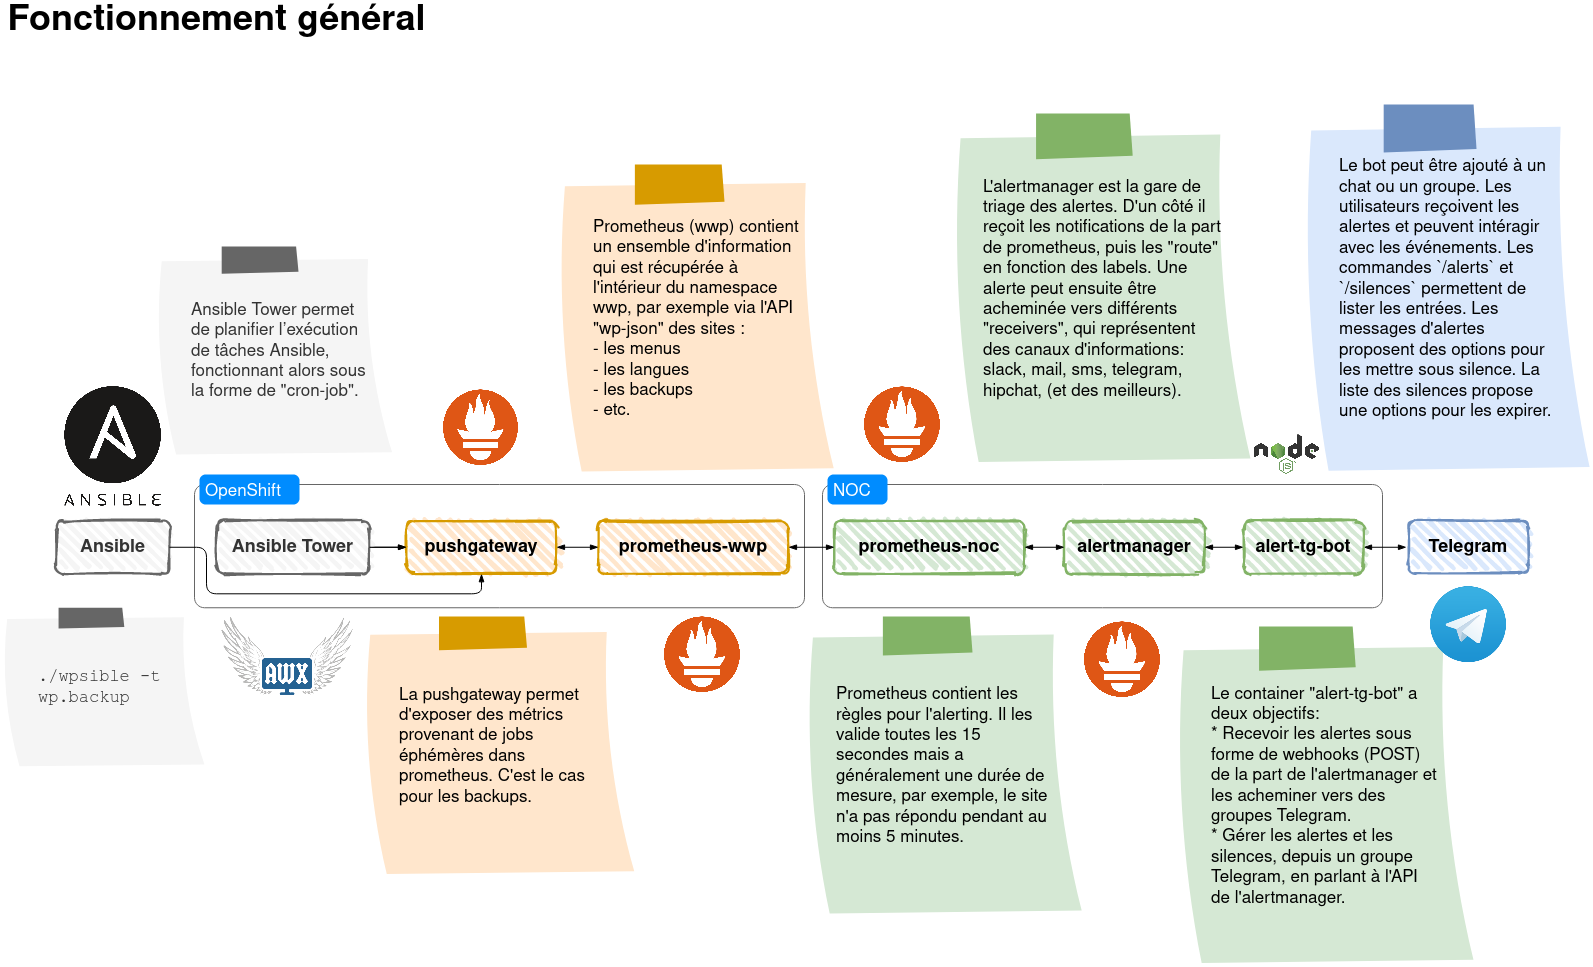 Fonctionnement général
Ansible Tower permet
de planifier l’exécution
de tâches Ansible,
fonctionnant alors sous
la forme de "cron-job".
Prometheus (wwp) contient
un ensemble d'information
qui est récupérée à
l'intérieur du namespace
wwp, par exemple via l'API
"wp-json" des sites :
- les menus
- les langues
- les backups
- etc.
L'alertmanager est la gare de
triage des alertes. D'un côté il
reçoit les notifications de la part
de prometheus, puis les "route"
en fonction des labels. Une
alerte peut ensuite être
acheminée vers différents
"receivers", qui représentent
des canaux d'informations:
slack, mail, sms, telegram,
hipchat, (et des meilleurs).
Le bot peut être ajouté à un
chat ou un groupe. Les
utilisateurs reçoivent les
alertes et peuvent intéragir
avec les événements. Les
commandes `/alerts` et
`/silences` permettent de
lister les entrées. Les
messages d'alertes
proposent des options pour
les mettre sous silence. La
liste des silences propose
une options pour les expirer.
ANSIBLE
node
JS
OpenShift
NOC
Ansible
Ansible Tower
pushgateway
prometheus-wwp
prometheus-noc
alertmanager
alert-tg-bot
Telegram
./wpsible -t
wp.backup
AWX
La pushgateway permet
d'exposer des métrics
provenant de jobs
éphémères dans
prometheus. C'est le cas
pour les backups.
Prometheus contient les
règles pour l'alerting. Il les
valide toutes les 15
secondes mais a
généralement une durée de
mesure, par exemple, le site
n'a pas répondu pendant au
moins 5 minutes.
Le container "alert-tg-bot" a
deux objectifs:
* Recevoir les alertes sous
forme de webhooks (POST)
de la part de l'alertmanager et
les acheminer vers des
groupes Telegram.
* Gérer les alertes et les
silences, depuis un groupe
Telegram, en parlant à l'API
de l'alertmanager.